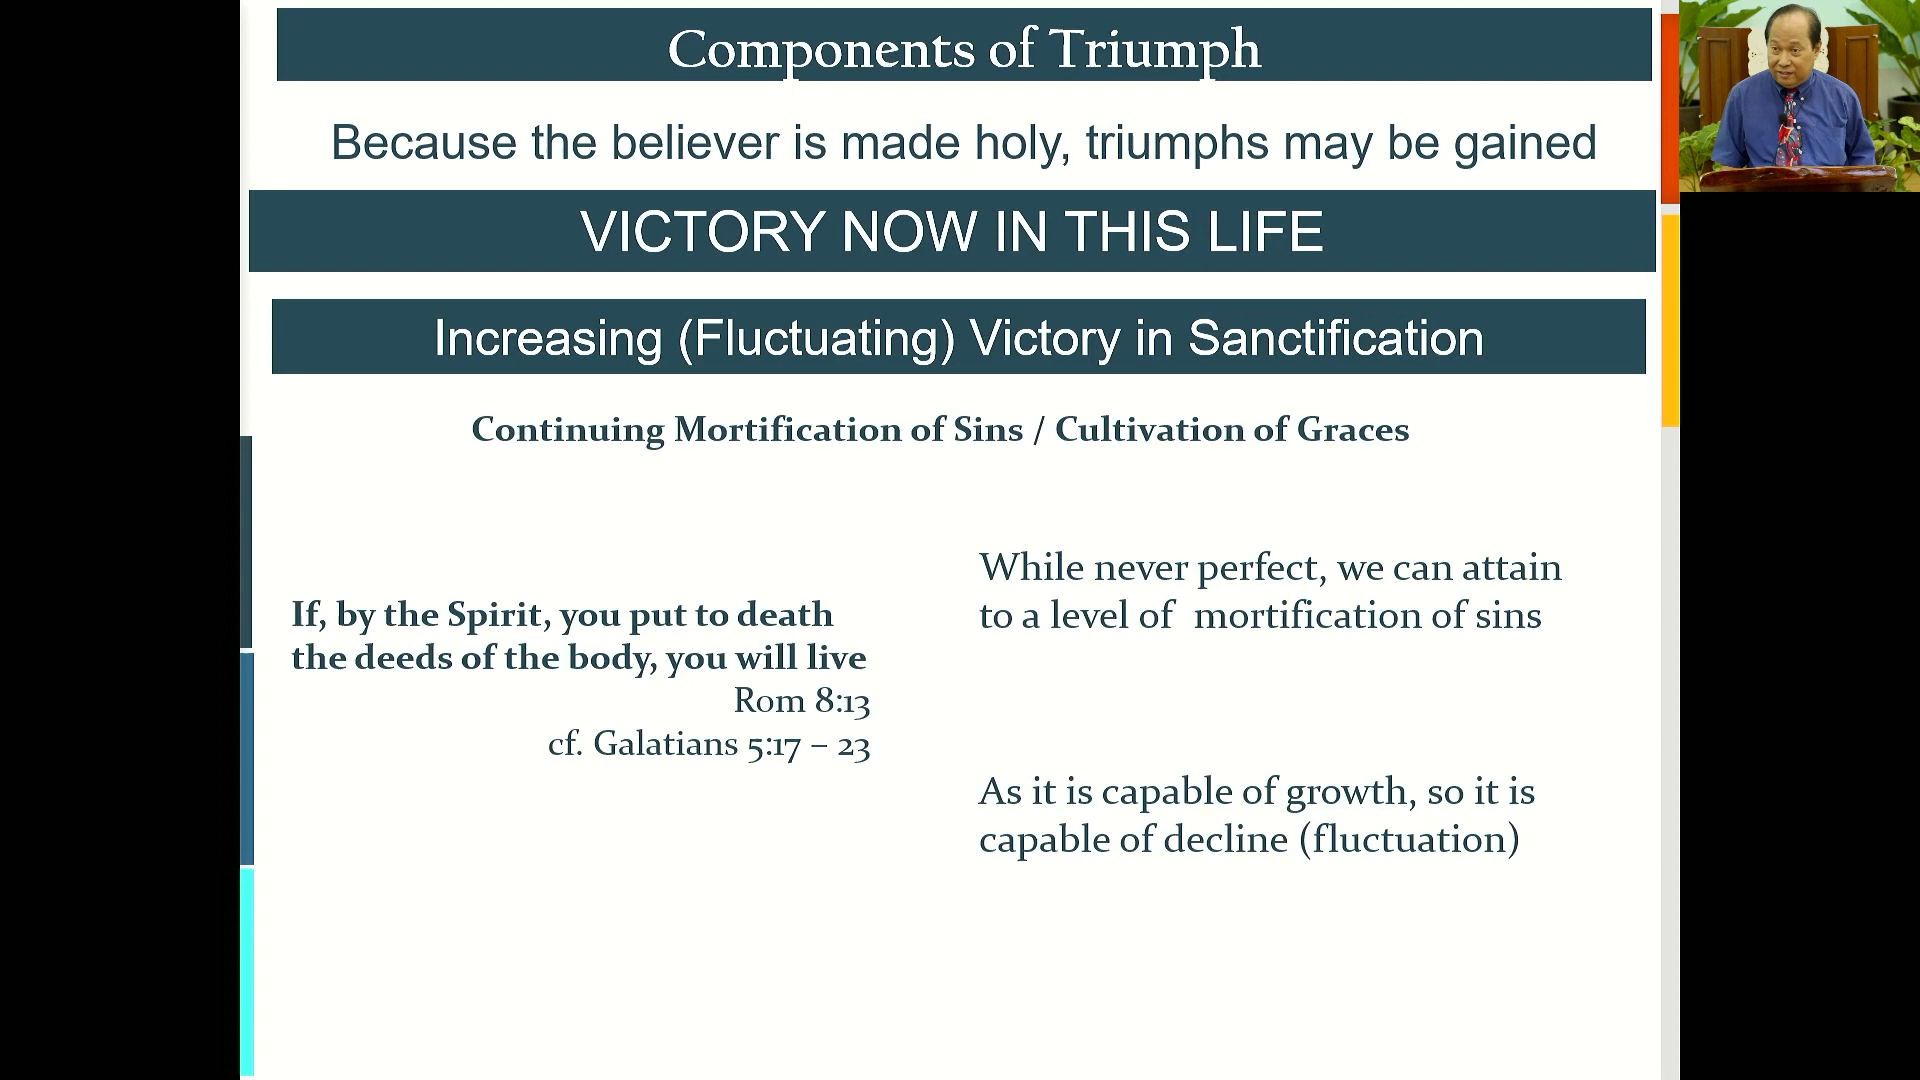 Components of Triumph
Because the believer is made holy, triumphs may be gained
VICTORY NOW IN THIS LIFE
Increasing (Fluctuating) Victory in Sanctification
Continuing Mortification of Sins / Cultivation of Graces
If, by the Spirit, you put to death
the deeds of the body, you will live
Rom 8:13
cf. Galatians 5:17 – 23
While never perfect, we can attain
to a level of mortification of sins
As it is capable of growth, so it is
capable of decline (fluctuation)